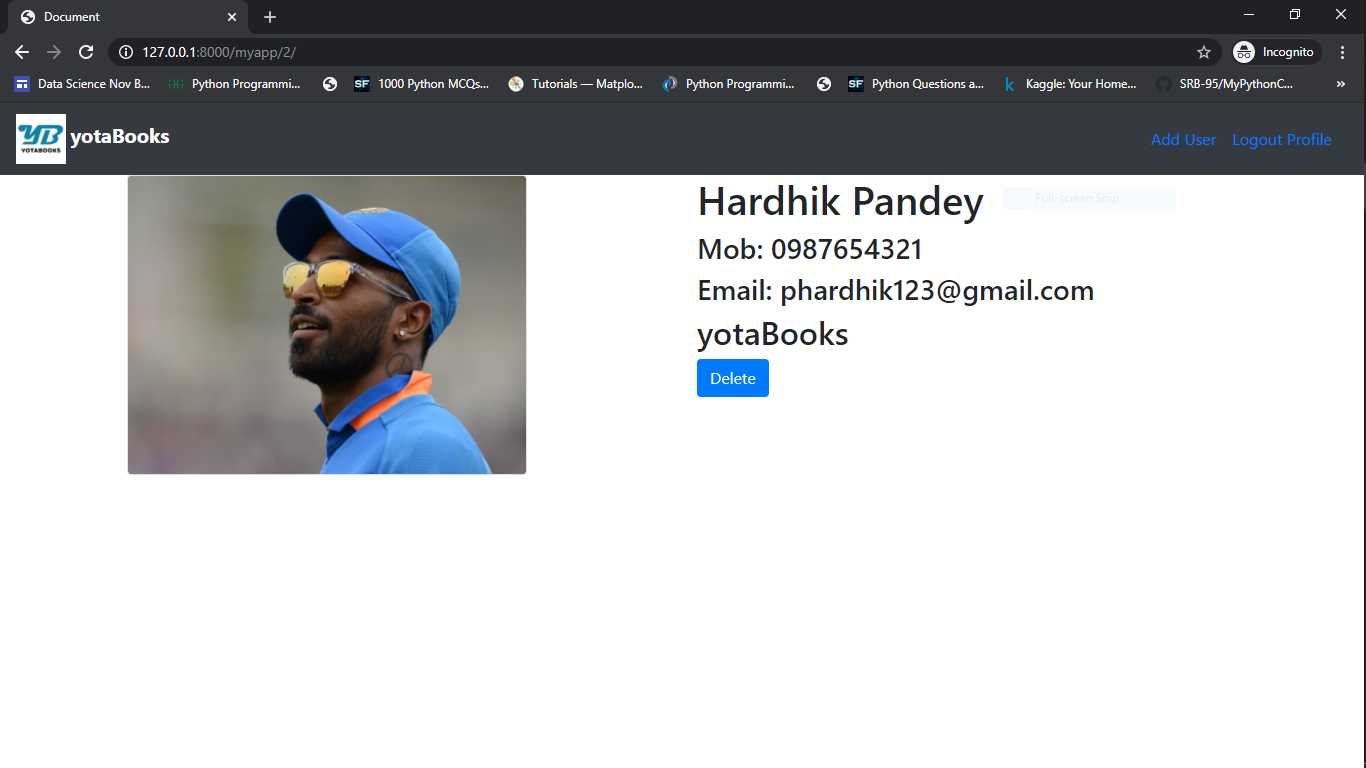 Document
127.0.0.1:8000/myapp/2/
Incognito
Data Science Nov B...
Python Programmi...
SF
1000 Python MCQs...
Tutorials — Matplo...
Python Programmi...
SF
Python Questions a...
k
Kaggle: Your Home...
SRB-95/MyPythonC...
»
YB
YOTABOOKS
yotaBooks
Add User
Logout Profile
Hardhik Pandey
Full-screen Snip
Mob: 0987654321
Email: phardhik123@gmail.com
yotaBooks
Delete